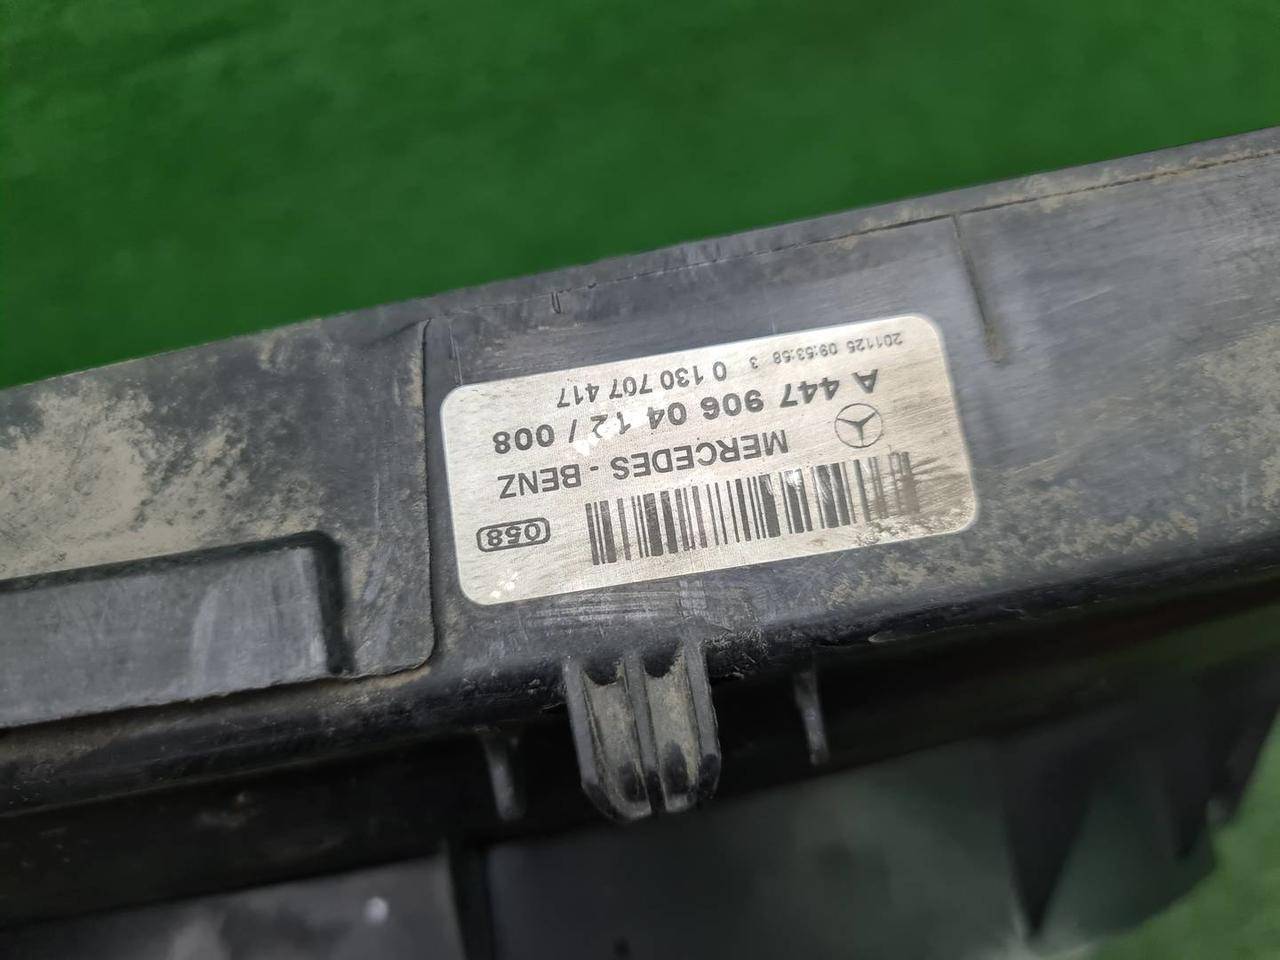 201125 09:53:58 3 0 130 707 417
A 447 906 04 12 / 008
MERCEDES - BENZ
058